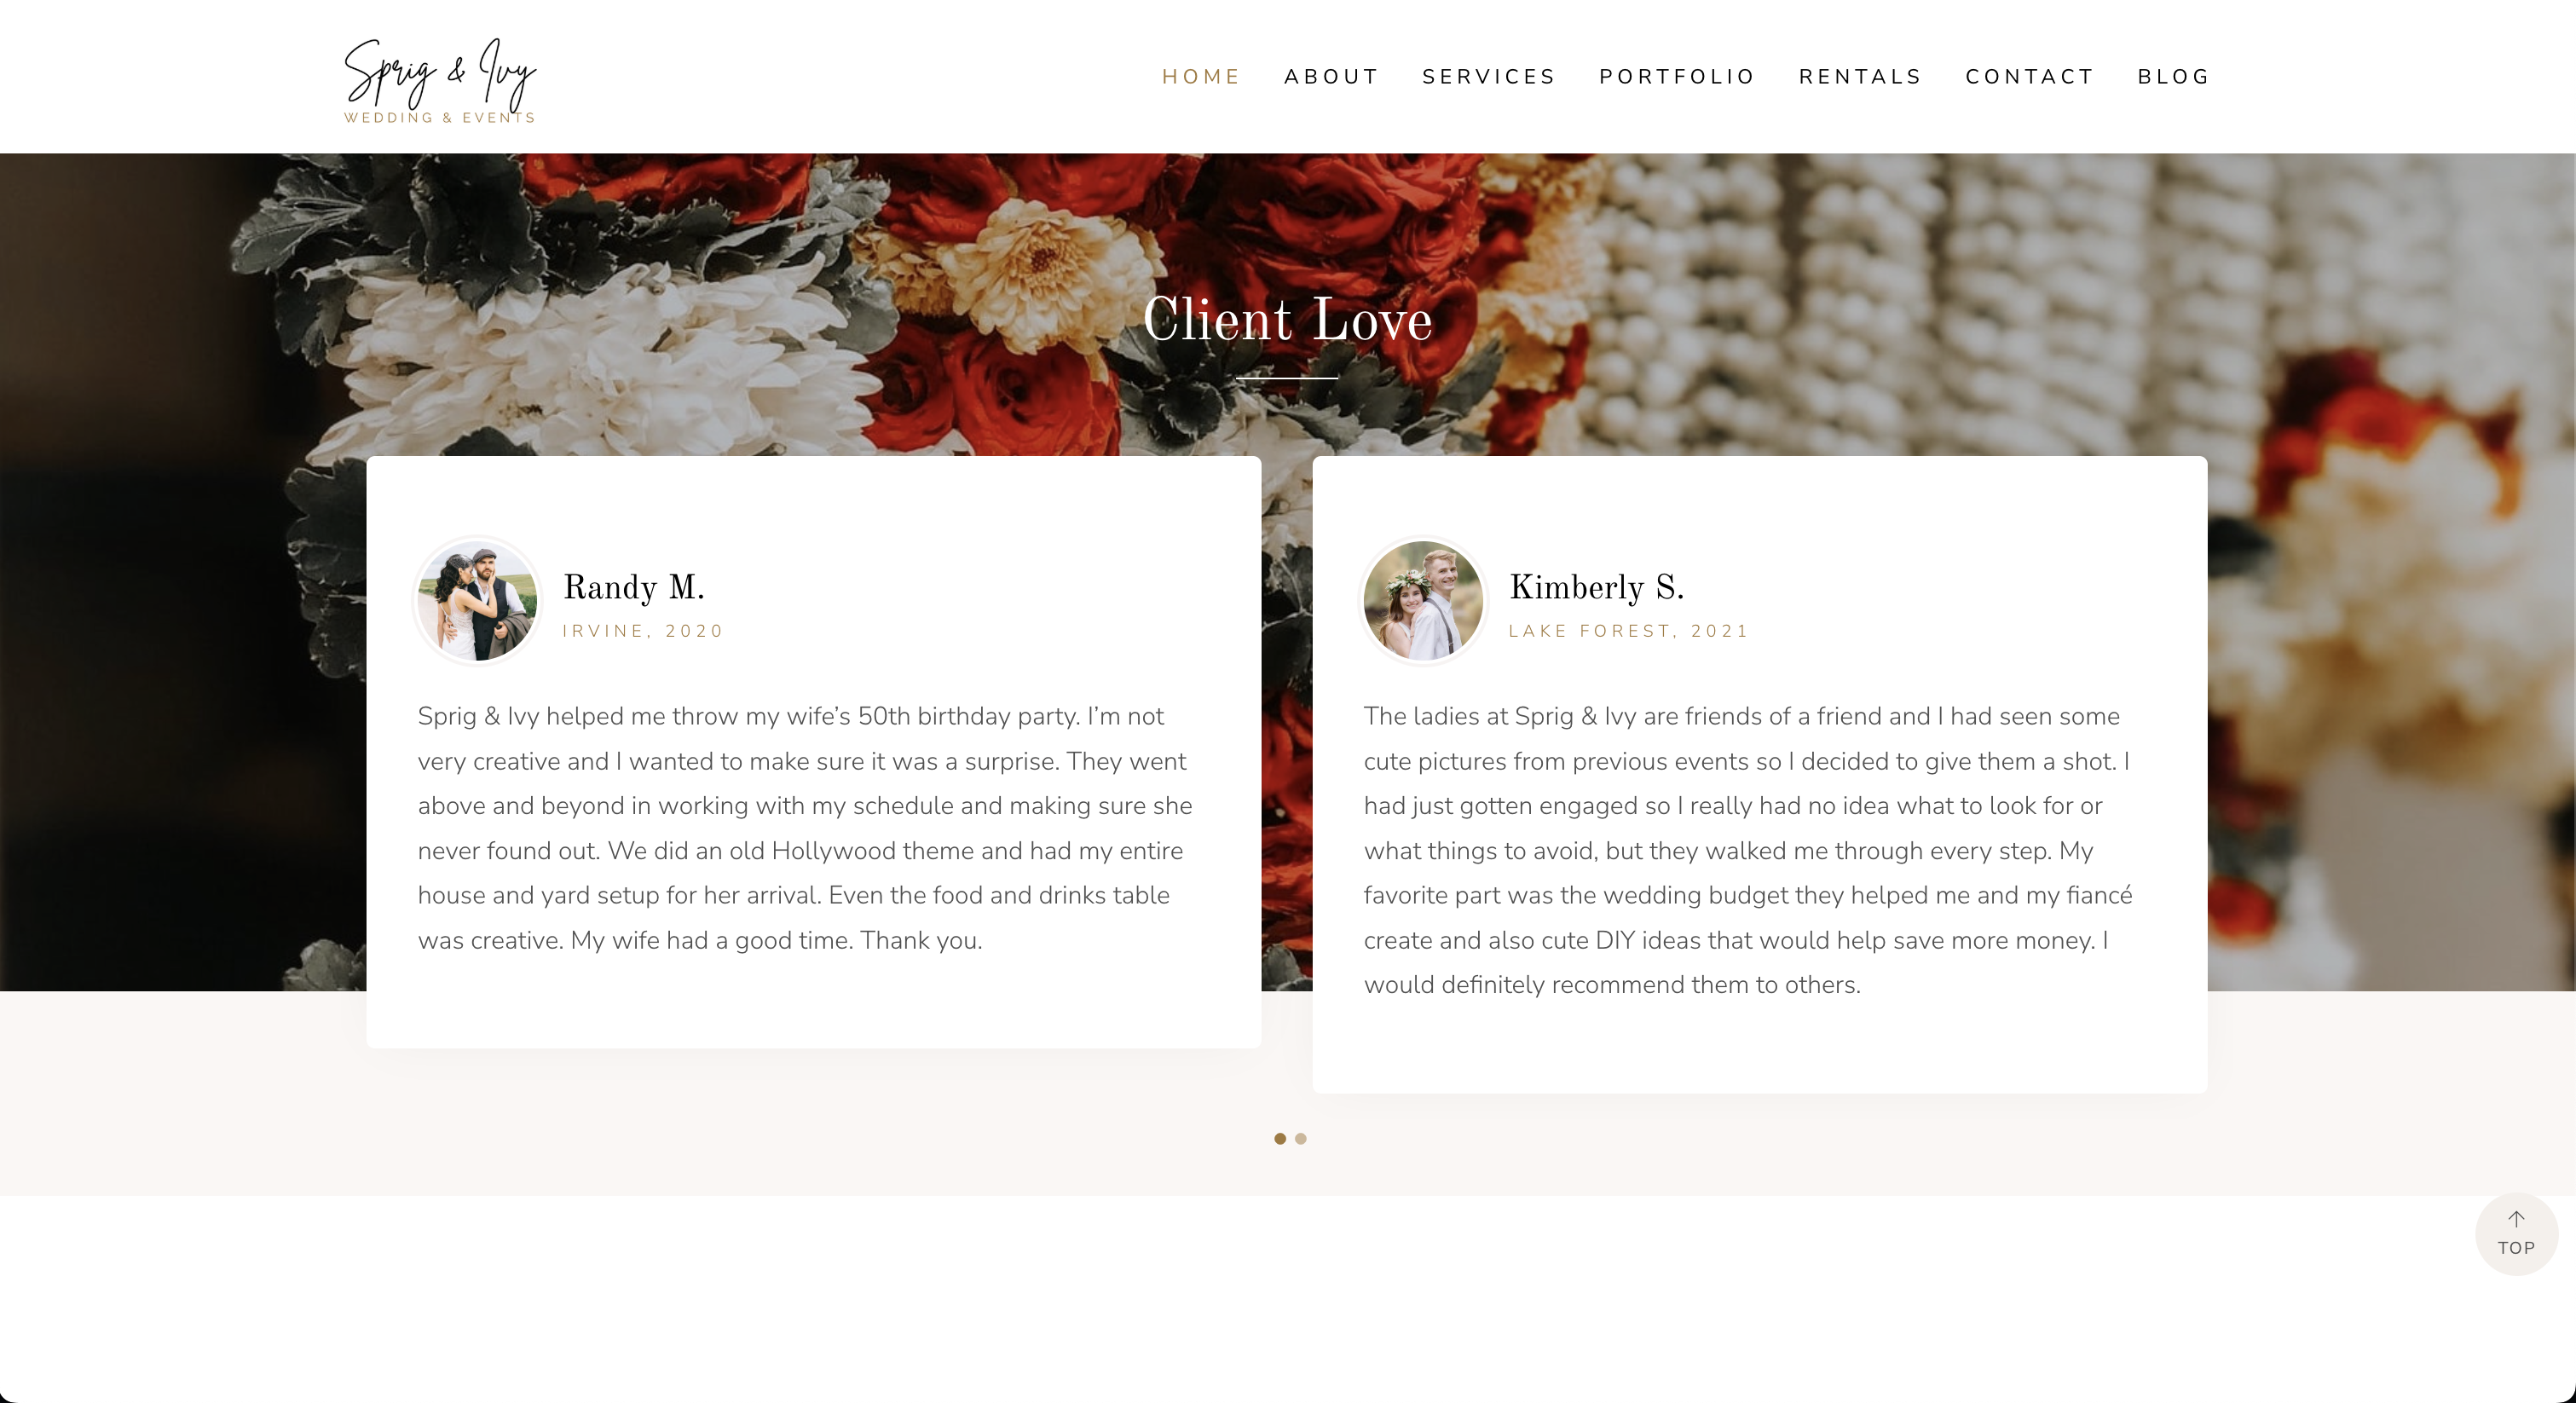 Sprig & Ivy
WEDDING & EVENTS
HOME ABOUT SERVICES PORTFOLIO RENTALS CONTACT BLOG
Client Love
Randy M.
IRVINE, 2020
Sprig & Ivy helped me throw my wife’s 50th birthday party. I’m not
very creative and I wanted to make sure it was a surprise. They went
above and beyond in working with my schedule and making sure she
never found out. We did an old Hollywood theme and had my entire
house and yard setup for her arrival. Even the food and drinks table
was creative. My wife had a good time. Thank you.
Kimberly S.
LAKE FOREST, 2021
The ladies at Sprig & Ivy are friends of a friend and I had seen some
cute pictures from previous events so I decided to give them a shot. I
had just gotten engaged so I really had no idea what to look for or
what things to avoid, but they walked me through every step. My
favorite part was the wedding budget they helped me and my fiancé
create and also cute DIY ideas that would help save more money. I
would definitely recommend them to others.
TOP